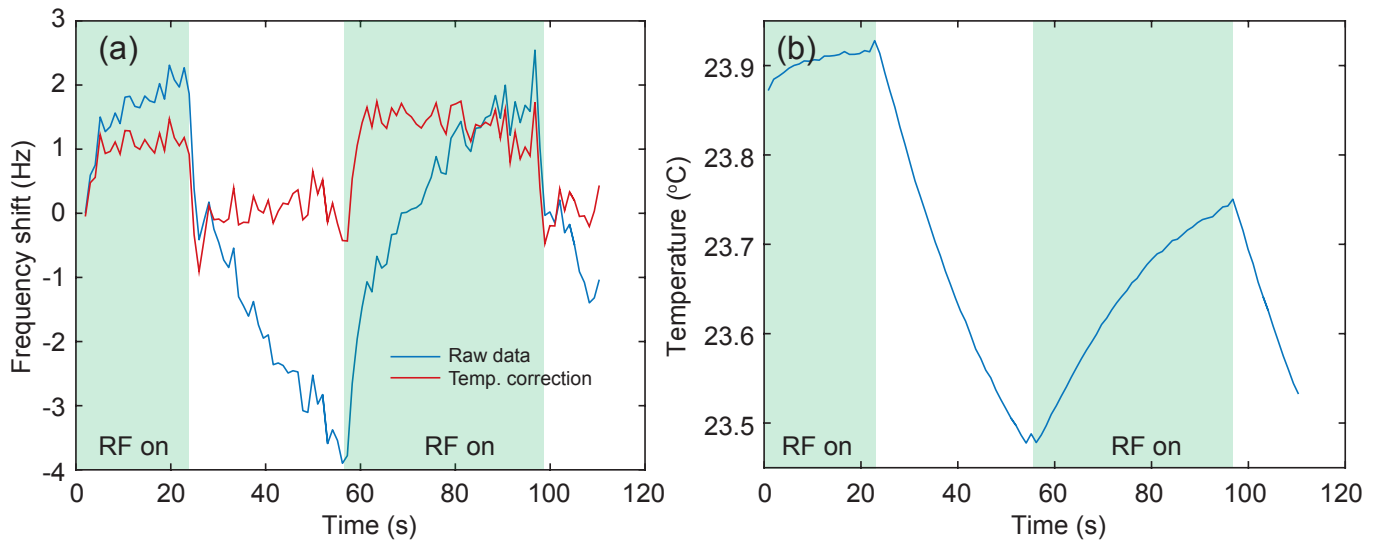 (a)
Frequency shift (Hz)
3
2
1
0
-1
-2
-3
-4
RF on
RF on
Raw data
Temp. correction
0
20
40
60
80
100
120
Time (s)
(b)
Temperature (°C)
23.9
23.8
23.7
23.6
23.5
RF on
RF on
0
20
40
60
80
100
120
Time (s)